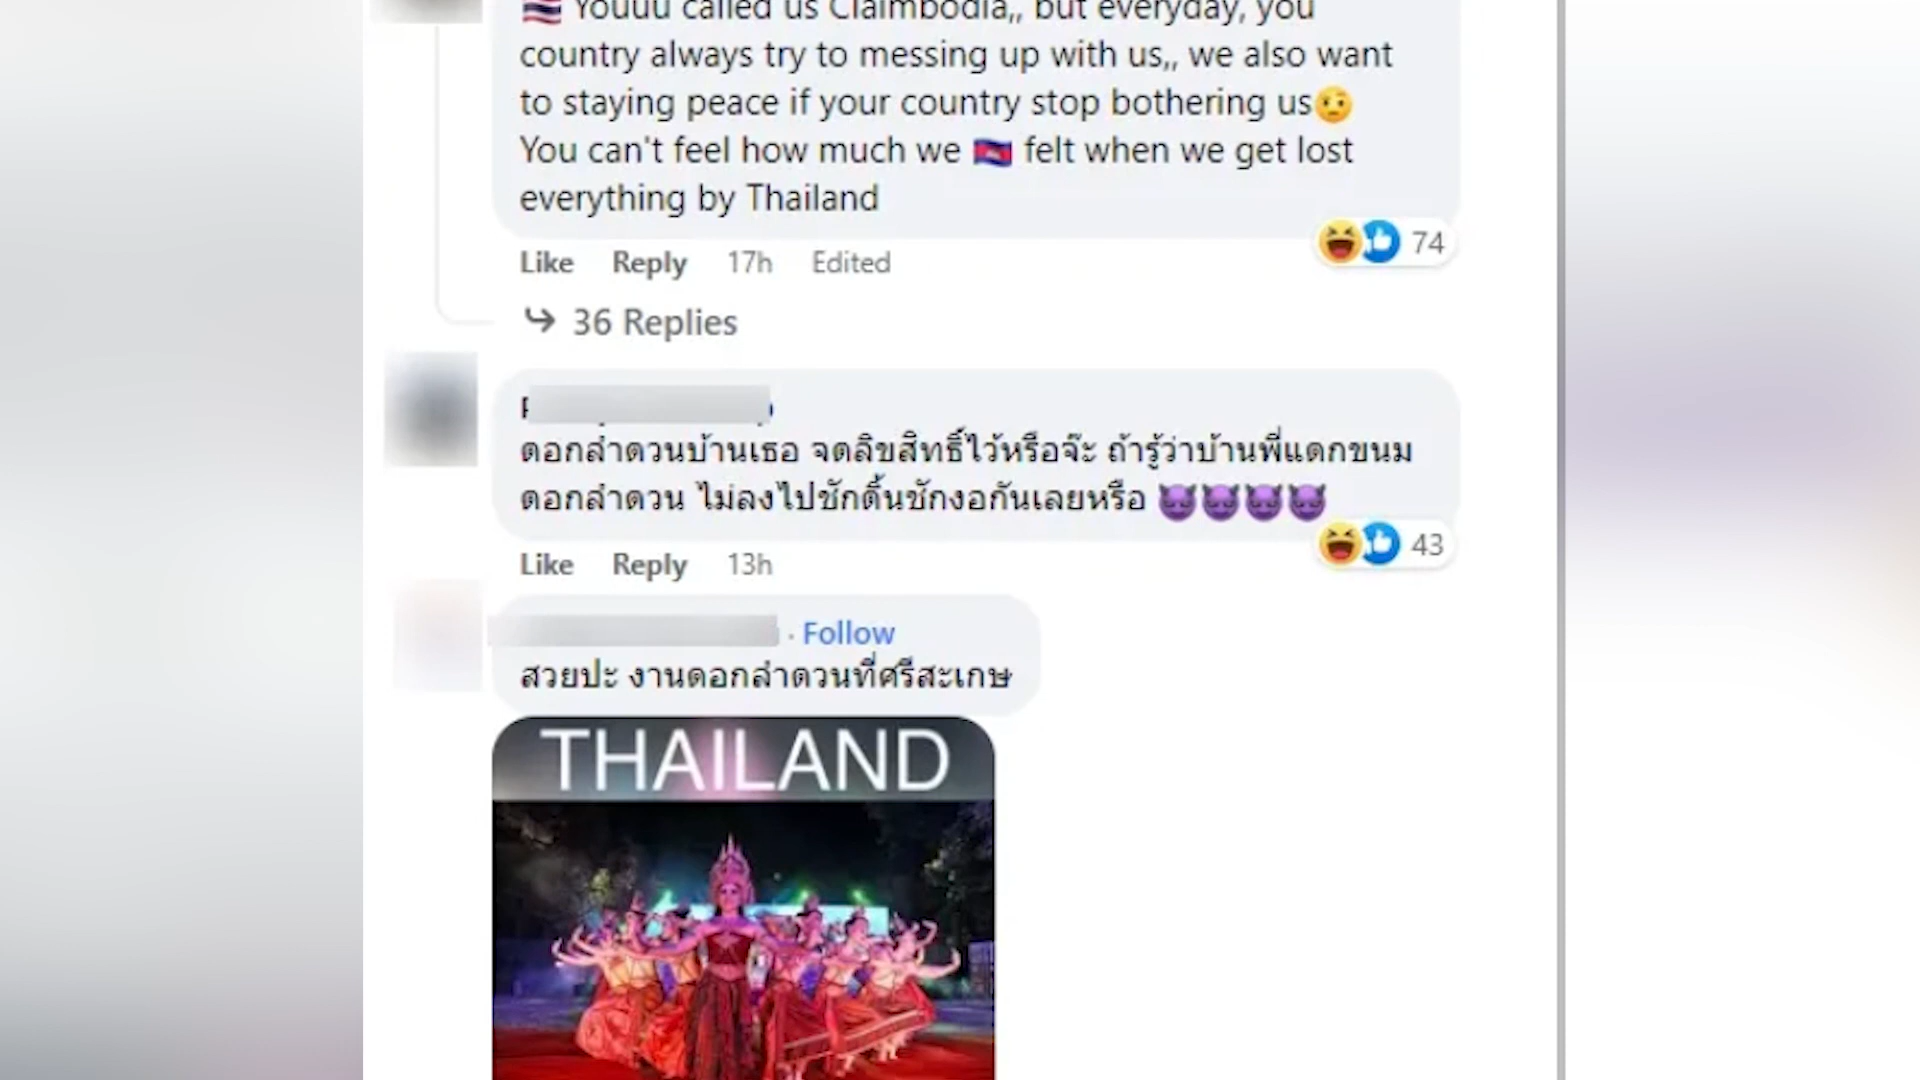 Youuu called us Claimbodia,, but everyday, you
country always try to messing up with us,, we also want
to staying peace if your country stop bothering us
You can't feel how much we felt when we get lost
everything by Thailand
74
Like Reply 17h Edited
36 Replies
ดอกลำดวนบ้านเธอ จดลิขสิทธิ์ไว้หรือจ๊ะ ถ้ารู้ว่าบ้านพี่แดกขนม
ดอกลำดวน ไม่ลงไปชักดิ้นชักงอกันเลยหรือ
43
Like Reply 13h
· Follow
สวยปะ งานดอกลำดวนที่ศรีสะเกษ
THAILAND